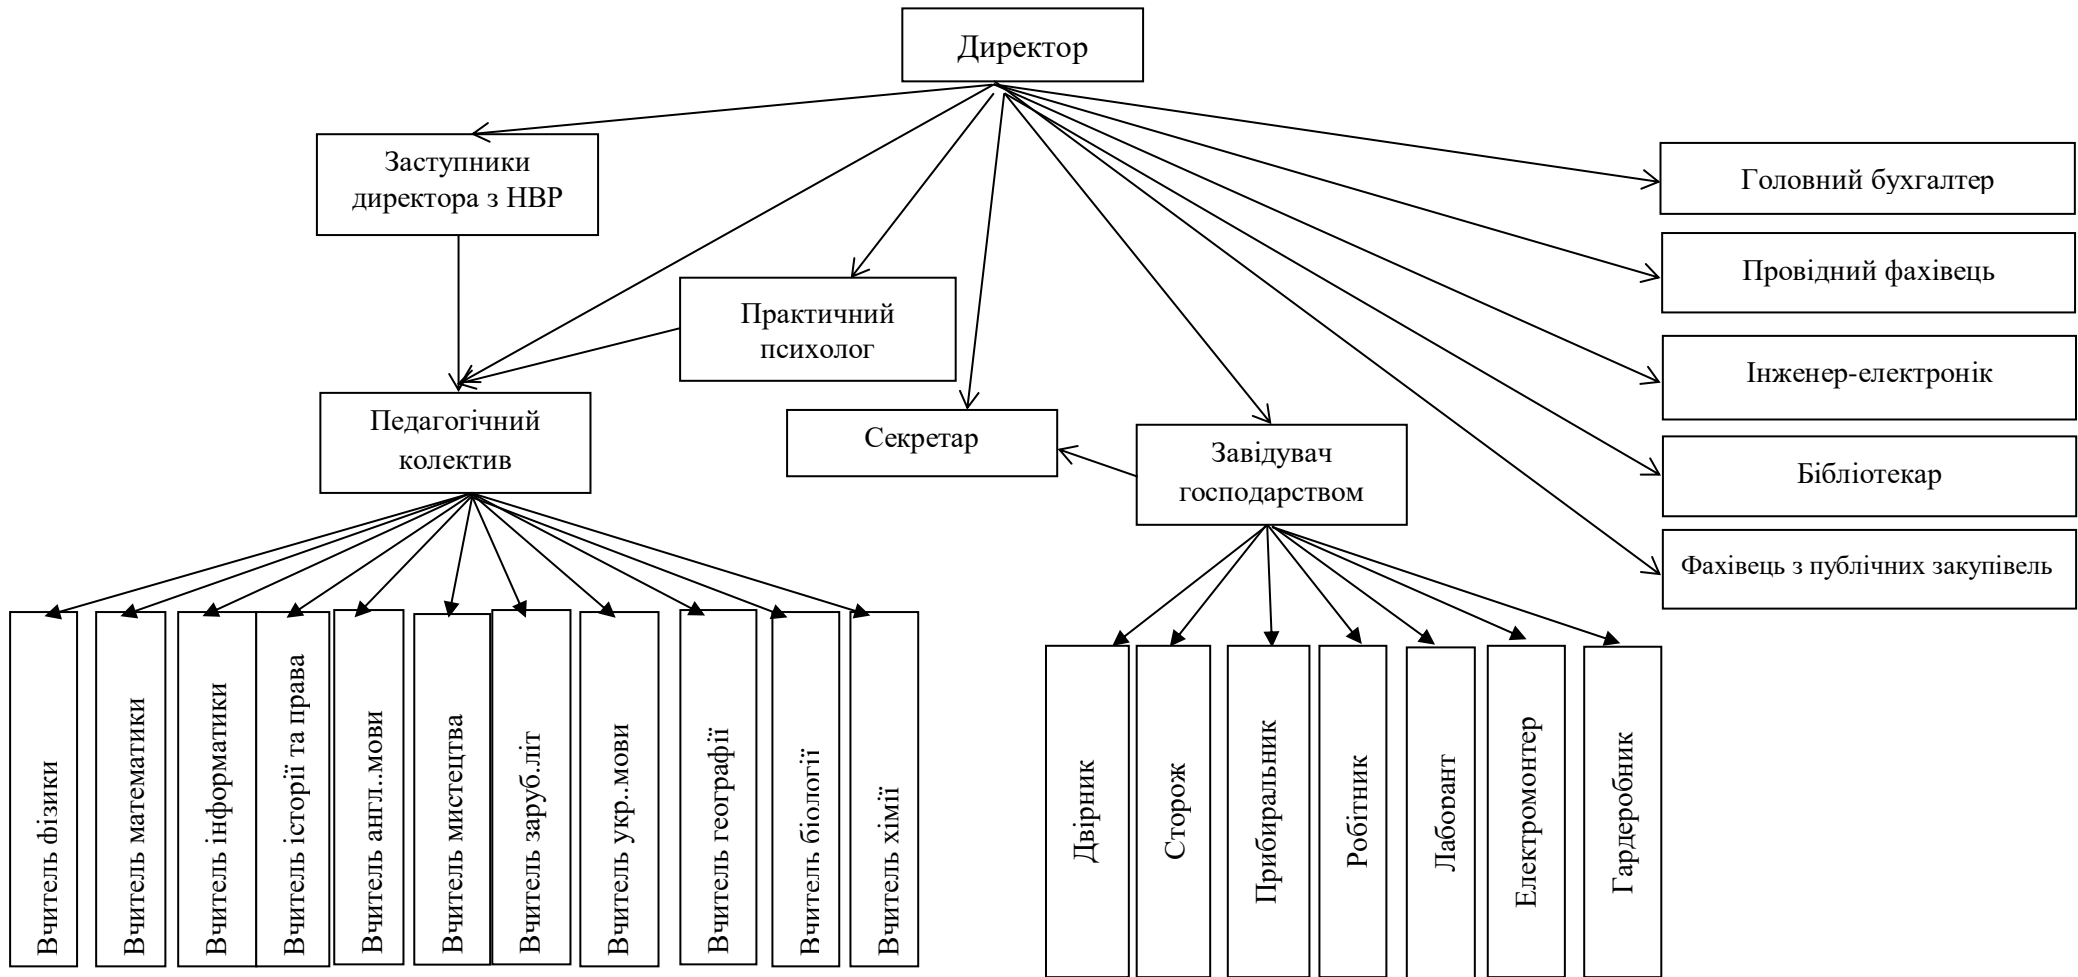 Директор
Заступники
директора з НВР
Головний бухгалтер
Провідний фахівець
Практичний
психолог
Інженер-електронік
Педагогічний
колектив
Секретар
Завідувач
господарством
Бібліотекар
Фахівець з публічних закупівель
Вчитель фізики
Вчитель математики
Вчитель інформатики
Вчитель історії та права
Вчитель англ..мови
Вчитель мистецтва
Вчитель заруб.літ
Вчитель укр..мови
Вчитель географії
Вчитель біології
Вчитель хімії
Двірник
Сторож
Прибиральник
Робітник
Лаборант
Електромонтер
Гардеробник